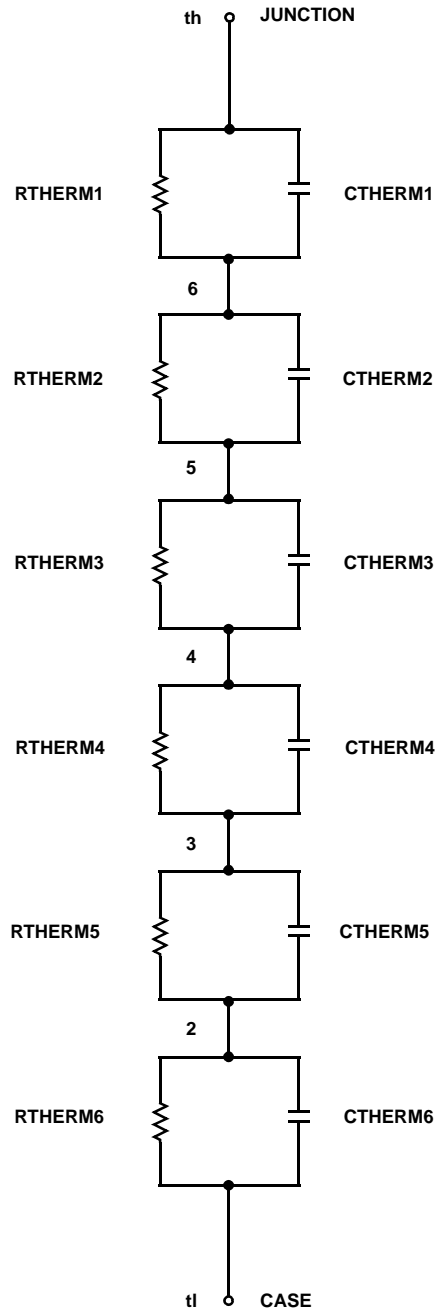 th JUNCTION
RTHERM1 CTHERM1
6
RTHERM2 CTHERM2
5
RTHERM3 CTHERM3
4
RTHERM4 CTHERM4
3
RTHERM5 CTHERM5
2
RTHERM6 CTHERM6
tl CASE